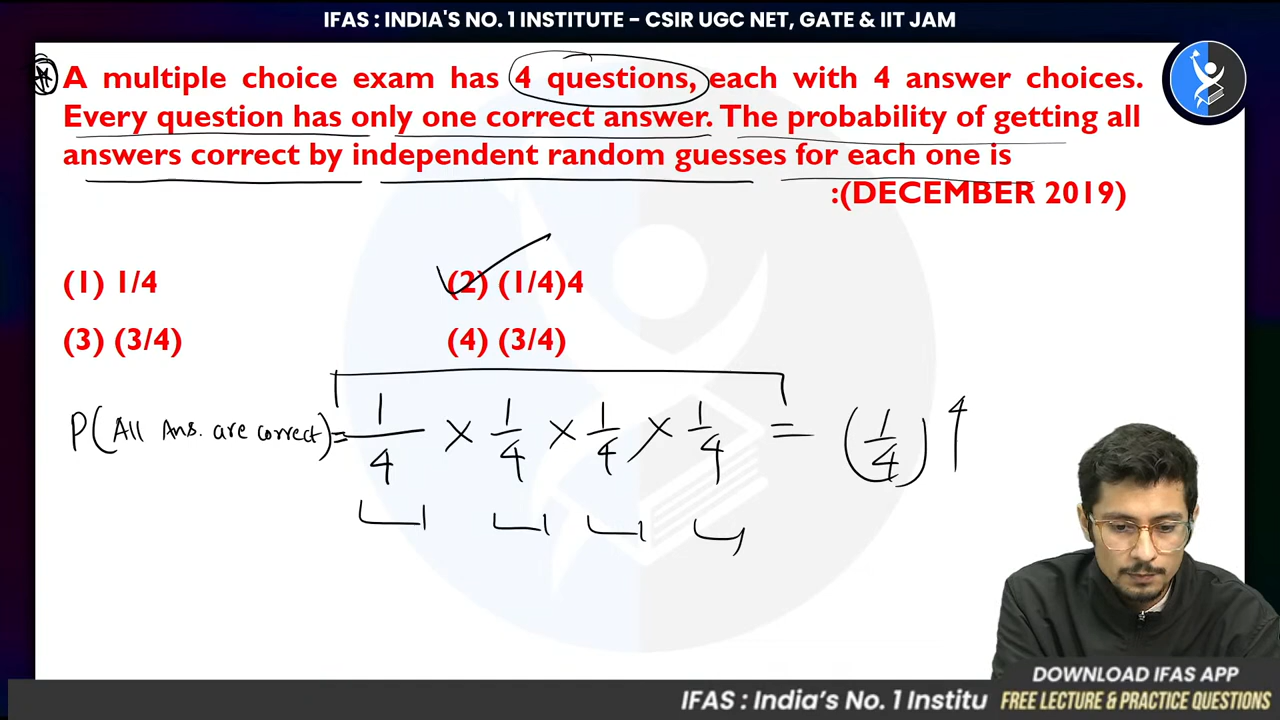 IFAS : INDIA'S NO. 1 INSTITUTE - CSIR UGC NET, GATE & IIT JAM
A multiple choice exam has 4 questions, each with 4 answer choices.
Every question has only one correct answer. The probability of getting all
answers correct by independent random guesses for each one is
:(DECEMBER 2019)
(1) 1/4 (2) (1/4)4
(3) (3/4) (4) (3/4)
P(All Ans. are correct) = 1/4 × 1/4 × 1/4 × 1/4 = (1/4)^4
DOWNLOAD IFAS APP
IFAS : India's No. 1 Institu FREE LECTURE & PRACTICE QUESTIONS